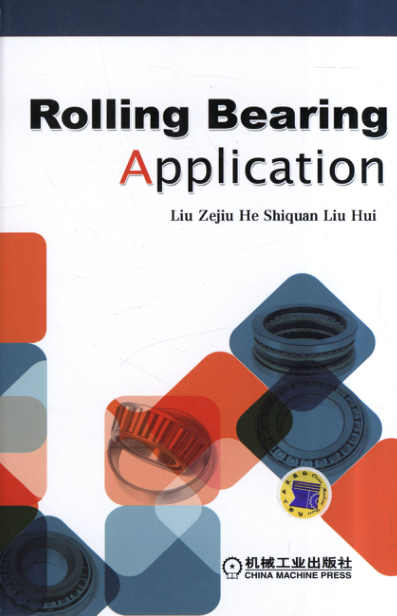 Rolling Bearing
Application
Liu Zejiu He Shiquan Liu Hui
机械工业出版社
CHINA MACHINE PRESS